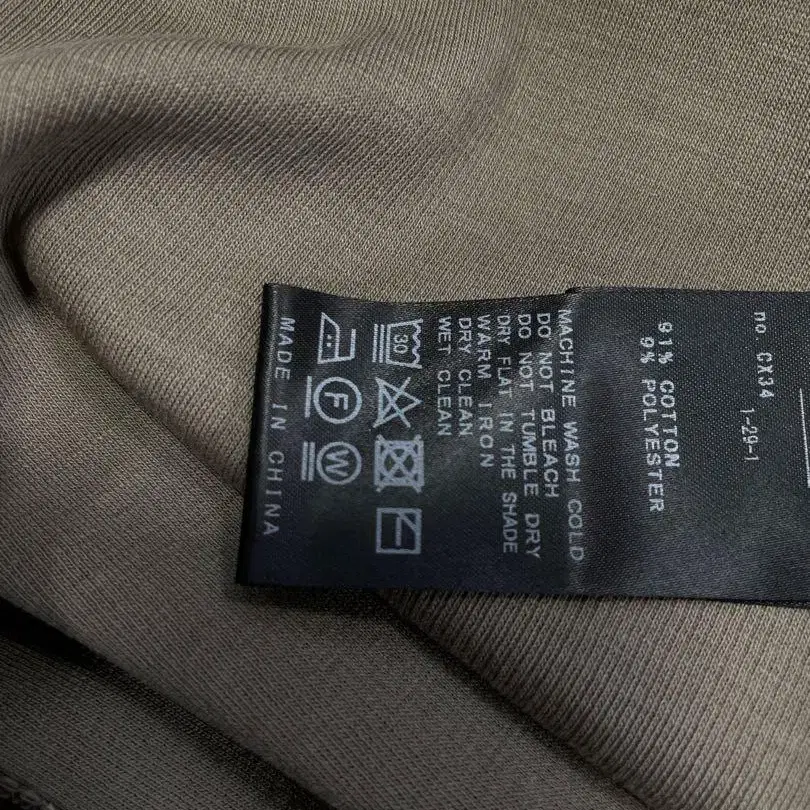 no. CX34
1-29-1
91% COTTON
9% POLYESTER
MACHINE WASH COLD
DO NOT BLEACH
DO NOT TUMBLE DRY
DRY FLAT IN THE SHADE
WARM IRON
DRY CLEAN
WET CLEAN
30
F
W
MADE IN CHINA